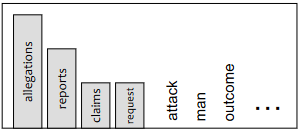 allegations
reports
claims
request
attack
man
outcome
...